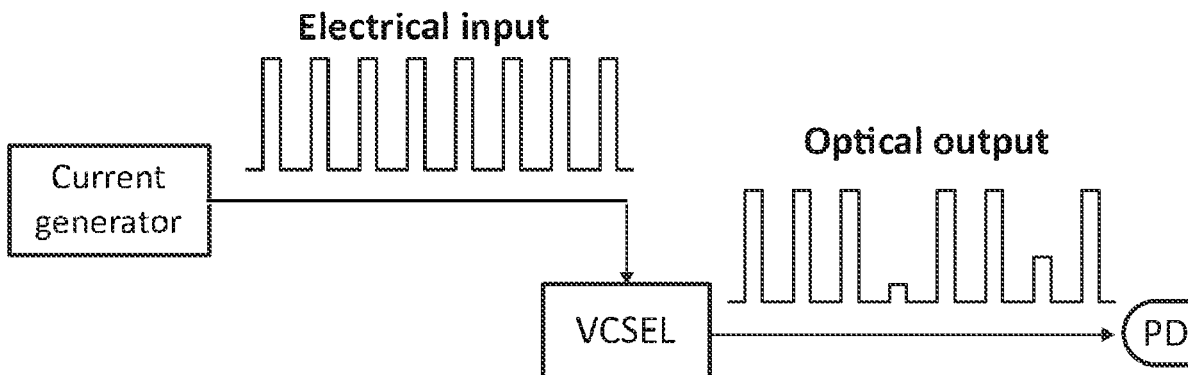 Electrical input
Optical output
Current
generator
VCSEL
PD